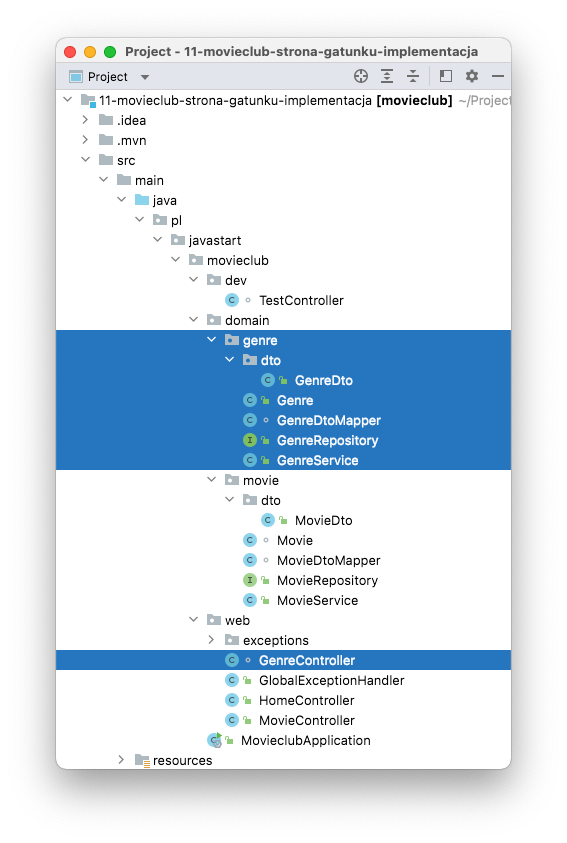 Project - 11-movieclub-strona-gatunku-implementacja
Project
11-movieclub-strona-gatunku-implementacja [movieclub] ~/Project
.idea
.mvn
src
main
java
pl
javastart
movieclub
dev
C TestController
domain
genre
dto
C GenreDto
C Genre
C GenreDtoMapper
I GenreRepository
C GenreService
movie
dto
C MovieDto
C Movie
C MovieDtoMapper
I MovieRepository
C MovieService
web
exceptions
C GenreController
C GlobalExceptionHandler
C HomeController
C MovieController
C MovieclubApplication
resources